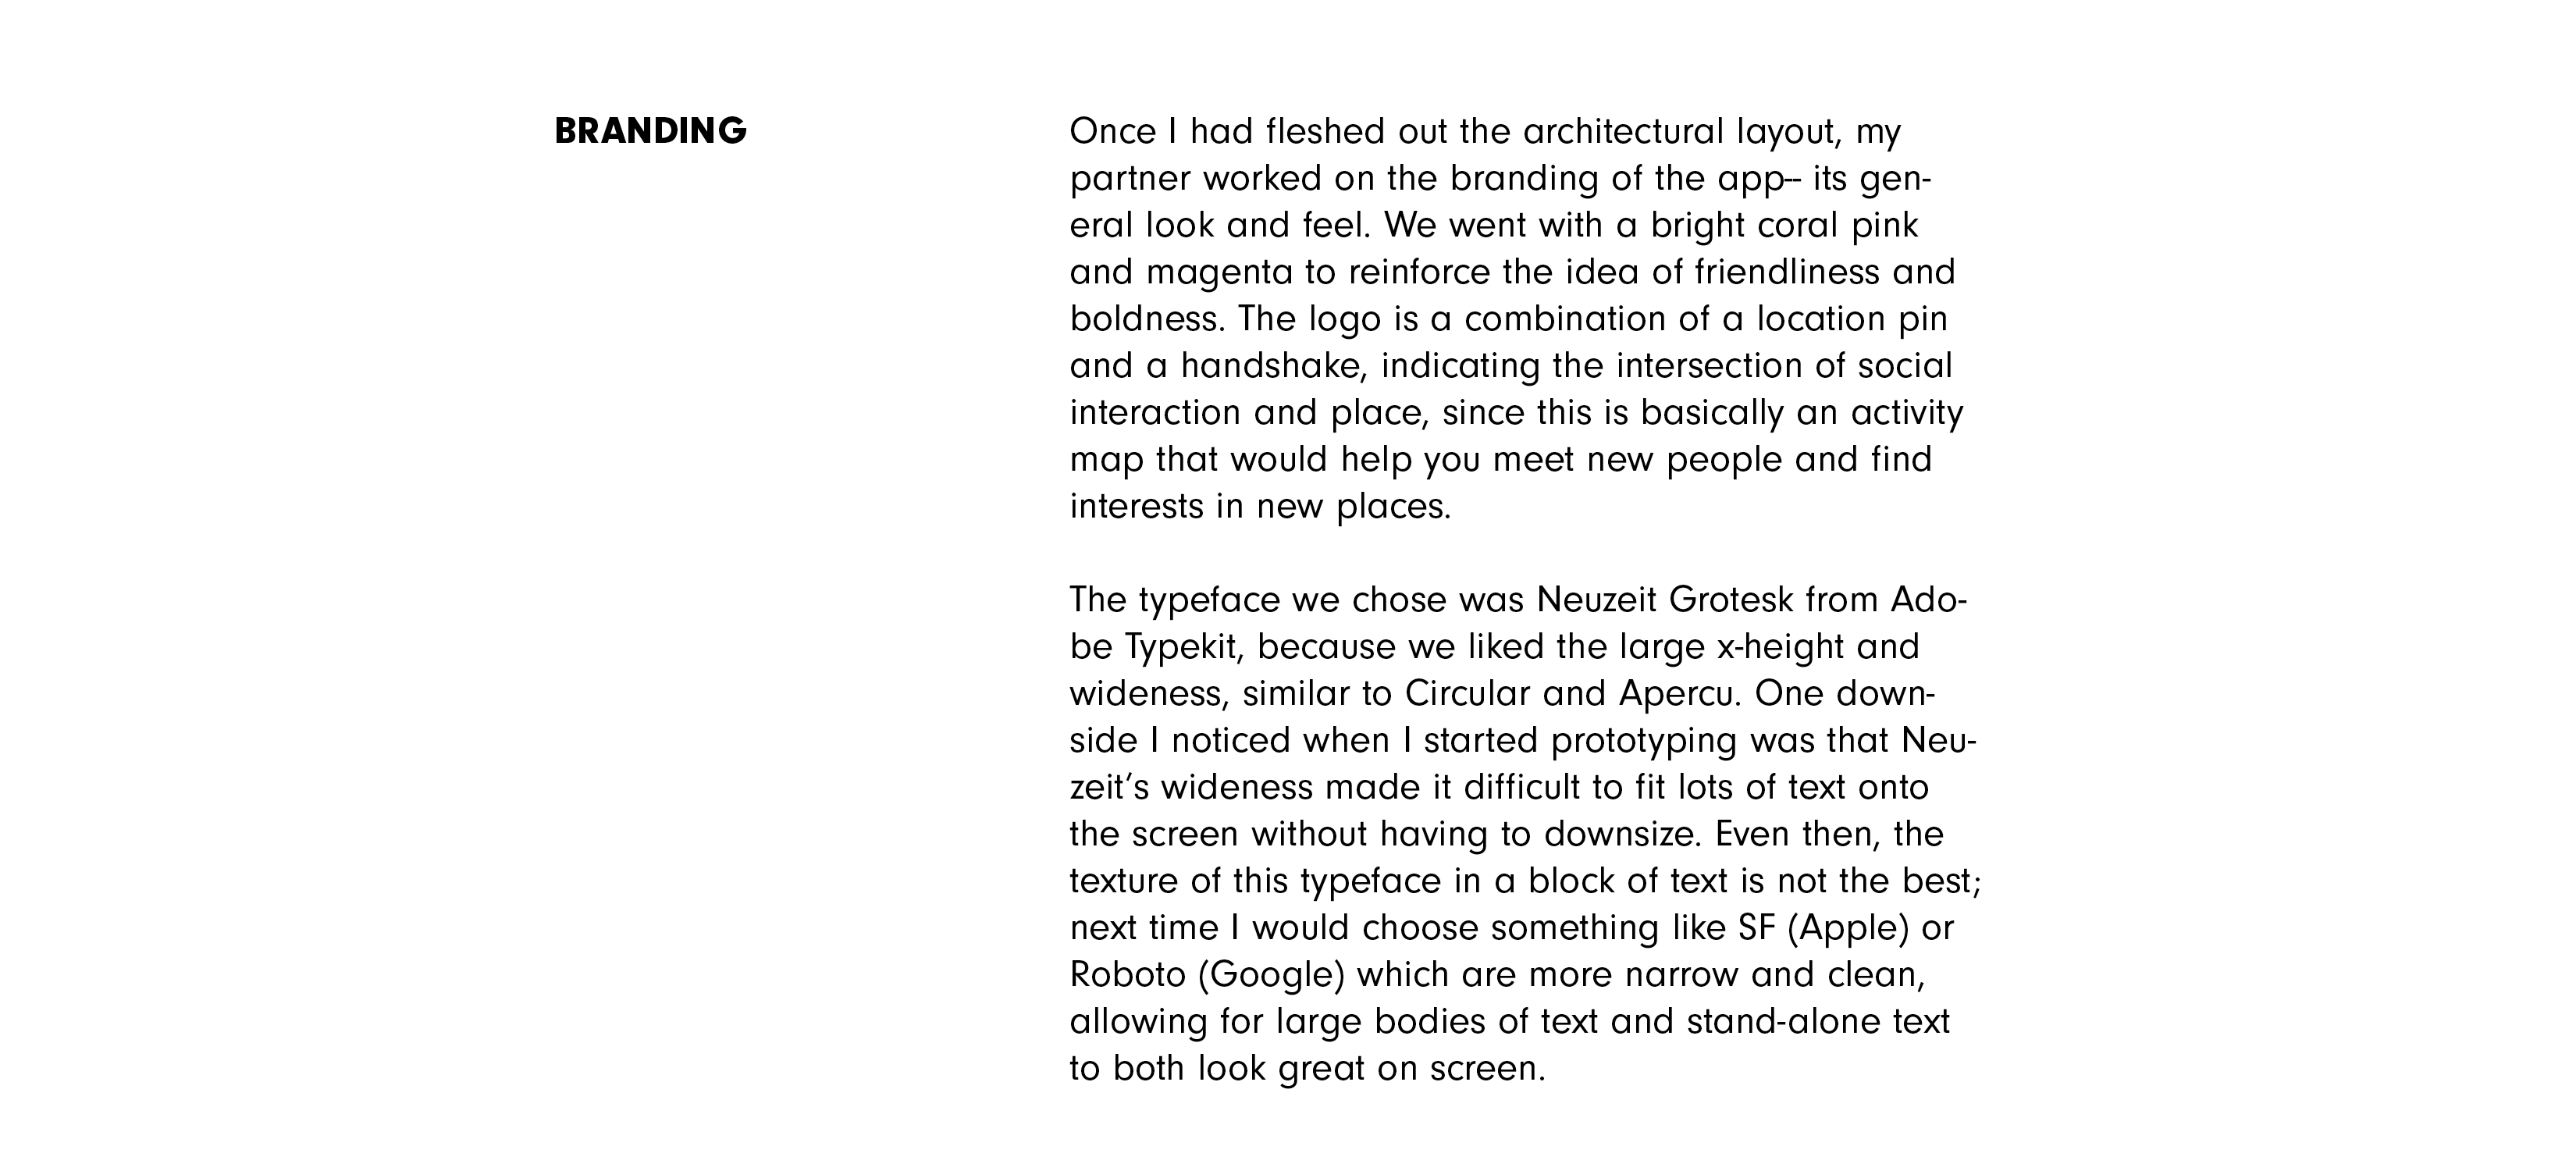 BRANDING
Once I had fleshed out the architectural layout, my
partner worked on the branding of the app-- its gen-
eral look and feel. We went with a bright coral pink
and magenta to reinforce the idea of friendliness and
boldness. The logo is a combination of a location pin
and a handshake, indicating the intersection of social
interaction and place, since this is basically an activity
map that would help you meet new people and find
interests in new places.
The typeface we chose was Neuzeit Grotesk from Ado-
be Typekit, because we liked the large x-height and
wideness, similar to Circular and Apercu. One down-
side I noticed when I started prototyping was that Neu-
zeit’s wideness made it difficult to fit lots of text onto
the screen without having to downsize. Even then, the
texture of this typeface in a block of text is not the best;
next time I would choose something like SF (Apple) or
Roboto (Google) which are more narrow and clean,
allowing for large bodies of text and stand-alone text
to both look great on screen.